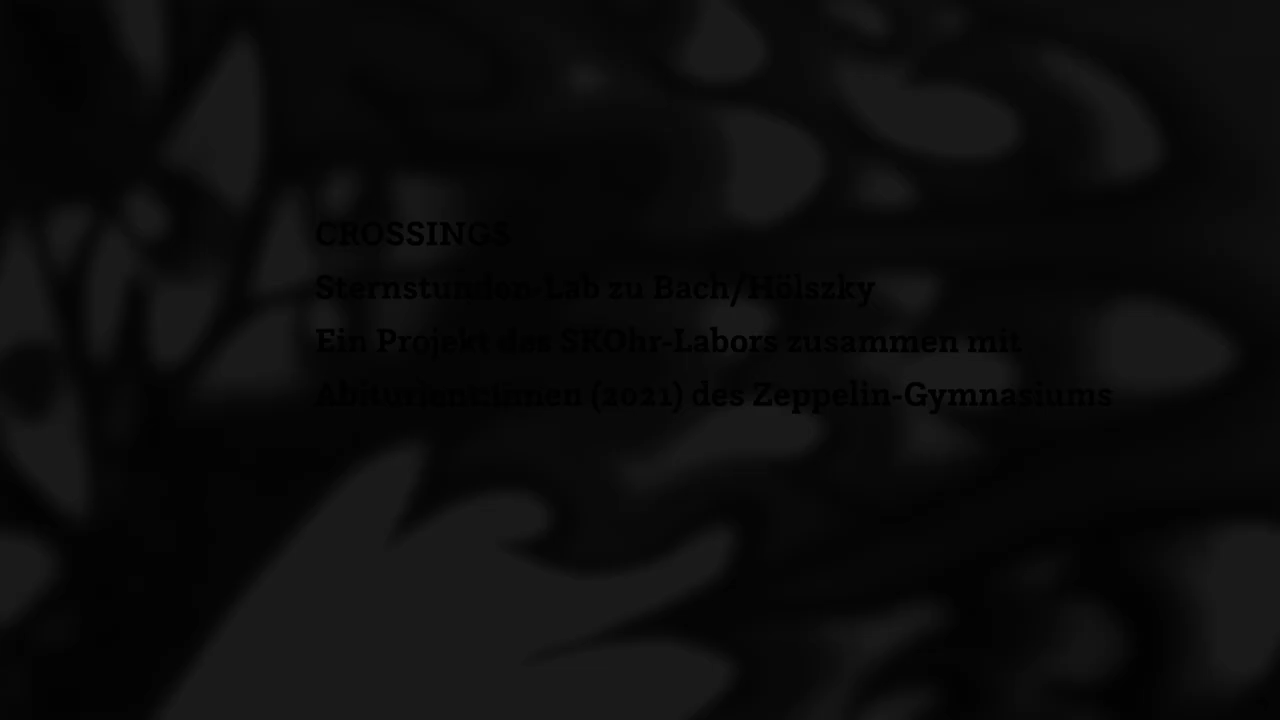 CROSSINGS
Sternstunden-Lab zu Bach/Hölszky
Ein Projekt des SKOhr-Labors zusammen mit
Abiturient:innen (2021) des Zeppelin-Gymnasiums